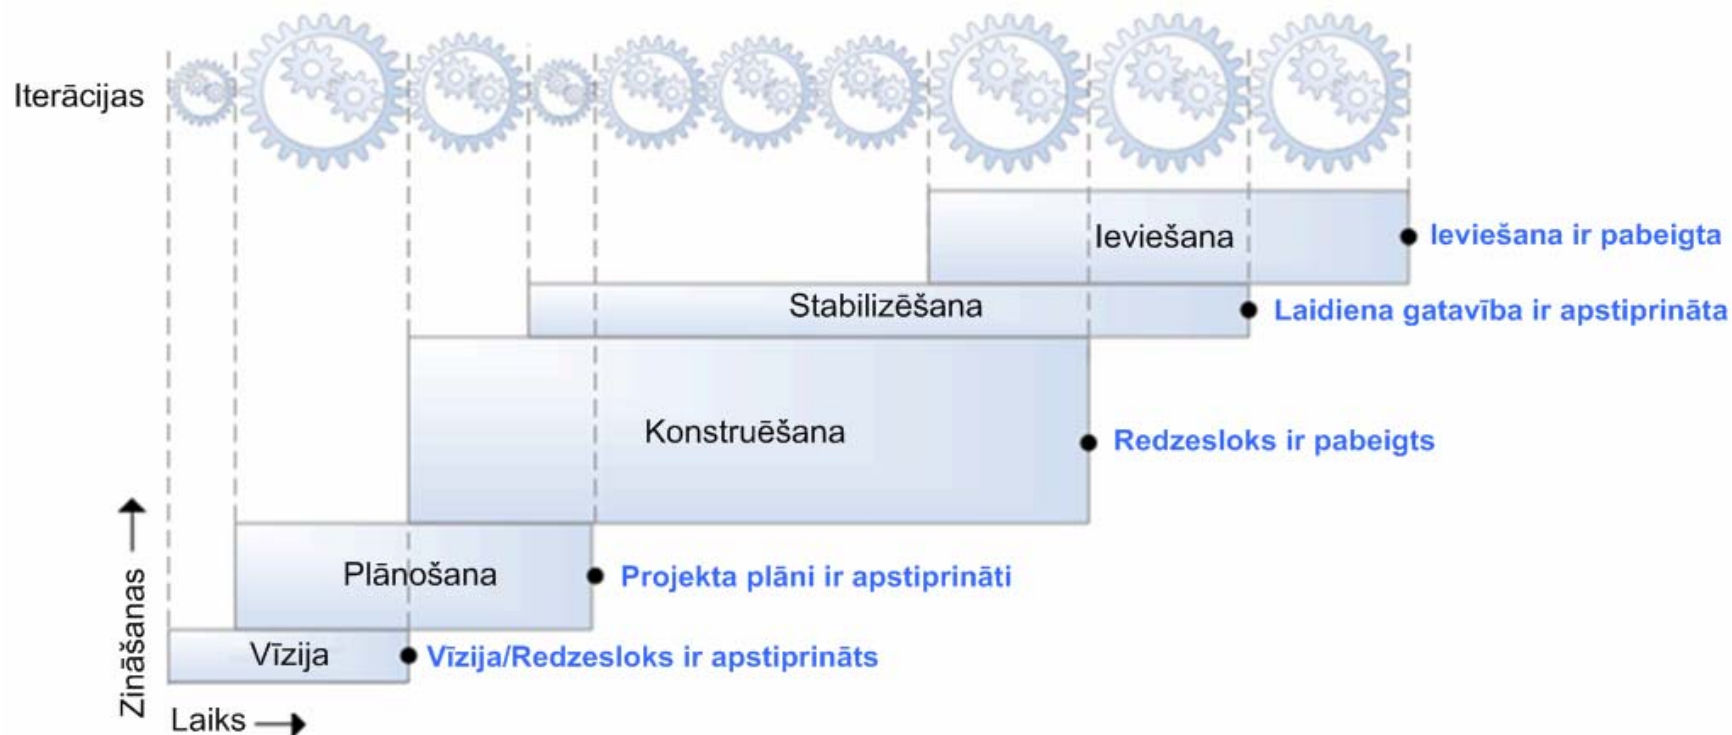 Iterācijas
Ieviešana
Ieviešana ir pabeigta
Stabilizēšana
Laidiena gatavība ir apstiprināta
Konstruēšana
Redzesloks ir pabeigts
Plānošana
Projekta plāni ir apstiprināti
Vīzija
Vīzija/Redzesloks ir apstiprināts
Zināšanas
Laiks